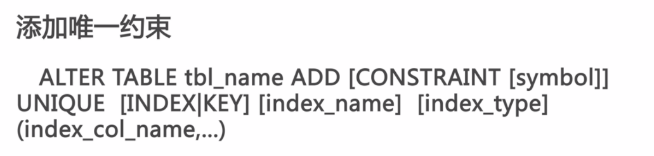 添加唯一约束
ALTER TABLE tbl_name ADD [CONSTRAINT [symbol]]
UNIQUE [INDEX|KEY] [index_name] [index_type]
(index_col_name,...)